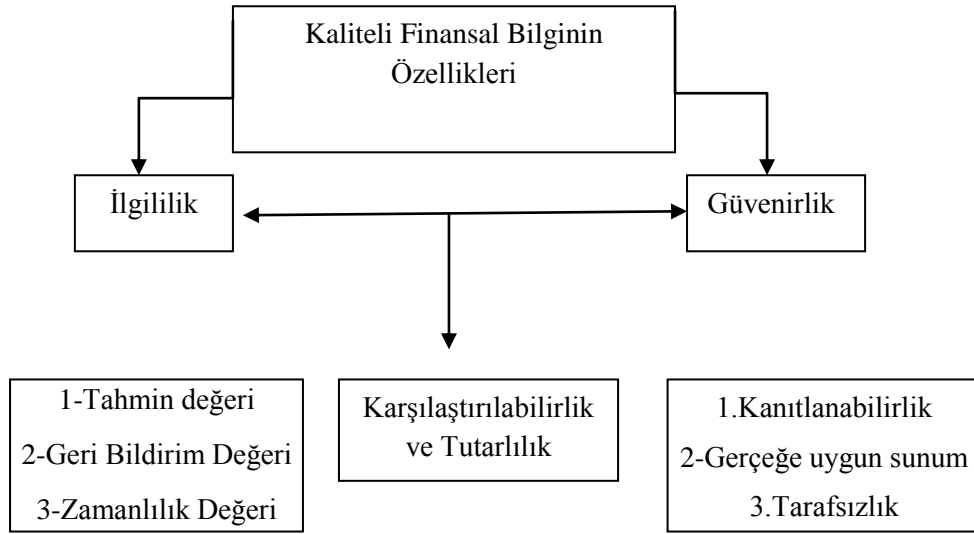 Kaliteli Finansal Bilginin
Özellikleri
İlgililik
Güvenirlik
1-Tahmin değeri
2-Geri Bildirim Değeri
3-Zamanlılık Değeri
Karşılaştırılabilirlik
ve Tutarlılık
1.Kanıtlanabilirlik
2-Gerçeğe uygun sunum
3.Tarafsızlık